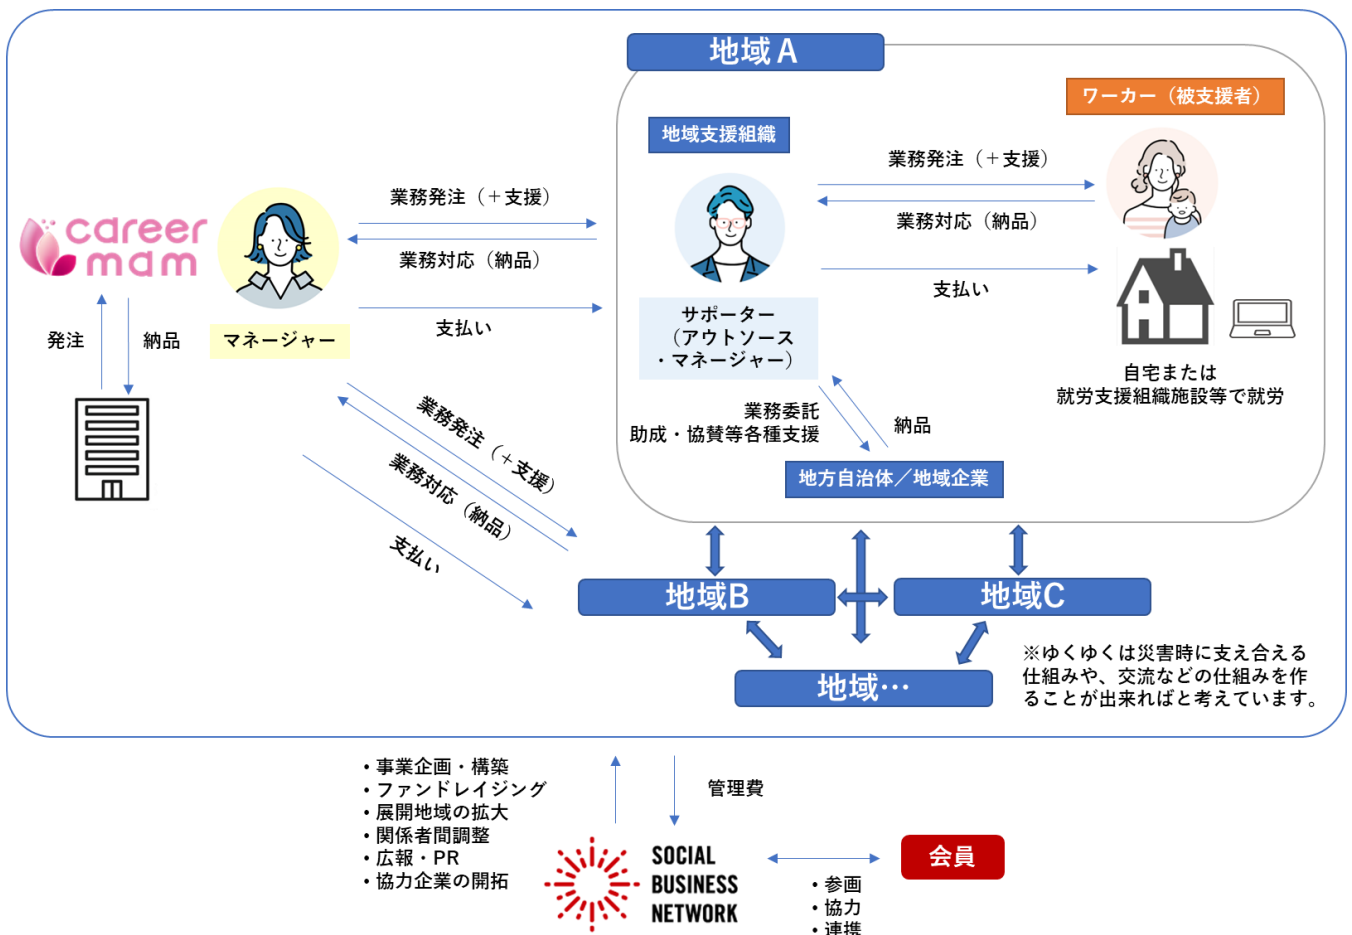 地域A
ワーカー（被支援者）
地域支援組織
業務発注（＋支援）
業務対応（納品）
支払い
career
mam
マネージャー
業務発注（＋支援）
業務対応（納品）
支払い
サポーター
（アウトソース
・マネージャー）
自宅または
就労支援組織施設等で就労
発注
納品
業務委託
助成・協賛等各種支援
納品
地方自治体／地域企業
業務発注（＋支援）
業務対応（納品）
支払い
地域B
地域C
地域…
※ゆくゆくは災害時に支え合える
仕組みや、交流などの仕組みを作
ることが出来ればと考えています。
・事業企画・構築
・ファンドレイジング
・展開地域の拡大
・関係者間調整
・広報・PR
・協力企業の開拓
管理費
SOCIAL
BUSINESS
NETWORK
会員
・参画
・協力
・連携